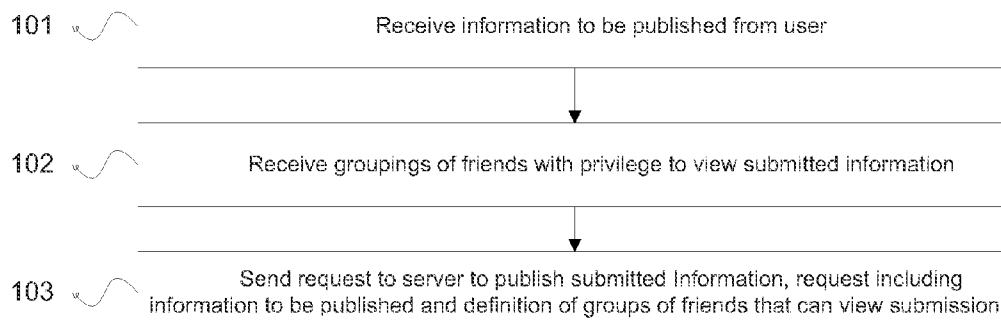 101 Receive information to be published from user
102 Receive groupings of friends with privilege to view submitted information
Send request to server to publish submitted Information, request including
103 information to be published and definition of groups of friends that can view submission